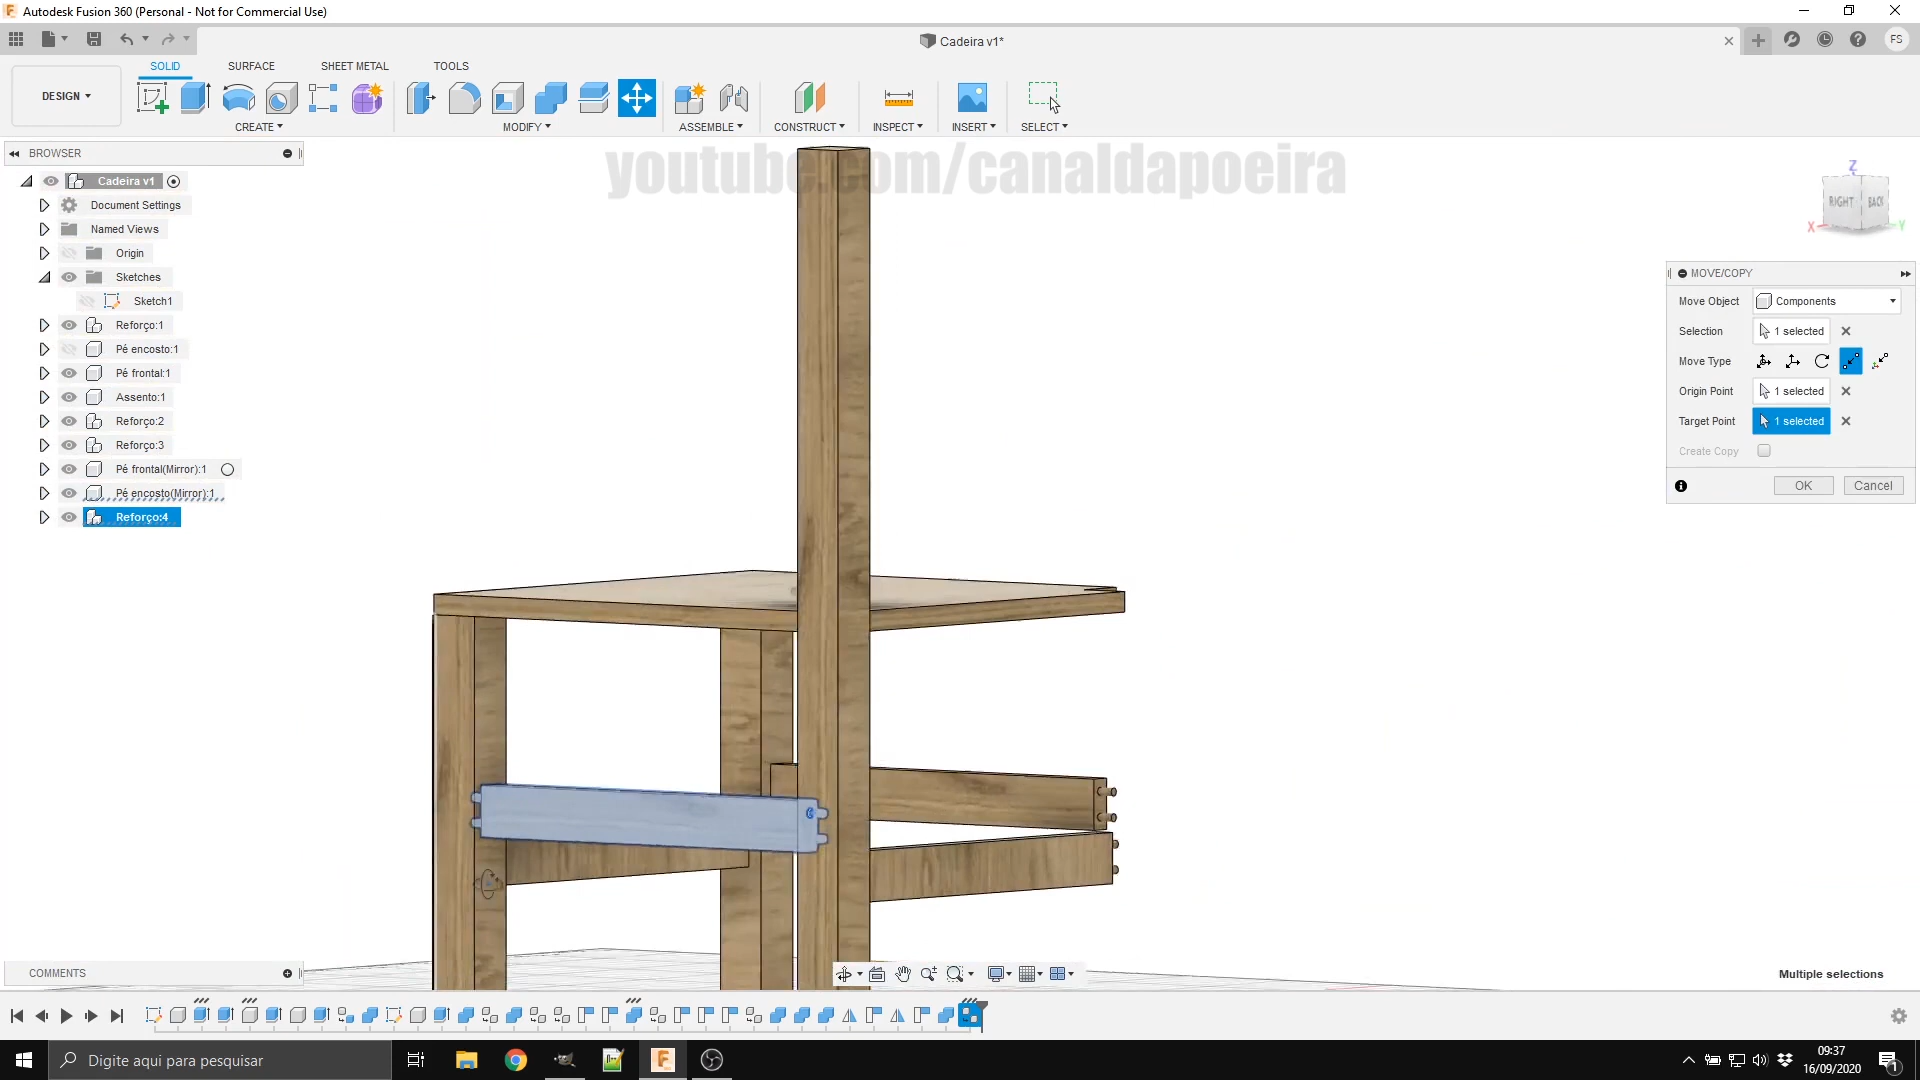 Autodesk Fusion 360 (Personal - Not for Commercial Use)
Cadeira v1*
FS
DESIGN
SOLID SURFACE SHEET METAL TOOLS
CREATE MODIFY ASSEMBLE CONSTRUCT INSPECT INSERT SELECT
BROWSER
youtube.com/canaldapoeira
Cadeira v1
Document Settings
Named Views
Origin
Sketches
Sketch1
Reforço:1
Pé encosto:1
Pé frontal:1
Assento:1
Reforço:2
Reforço:3
Pé frontal(Mirror):1
Pé encosto(Mirror):1
Reforço:4
Z
RIGHT BACK
X Y
MOVE/COPY
Move Object Components
Selection 1 selected
Move Type
Origin Point 1 selected
Target Point 1 selected
Create Copy
OK Cancel
COMMENTS
Multiple selections
Digite aqui para pesquisar
09:37
16/09/2020
1